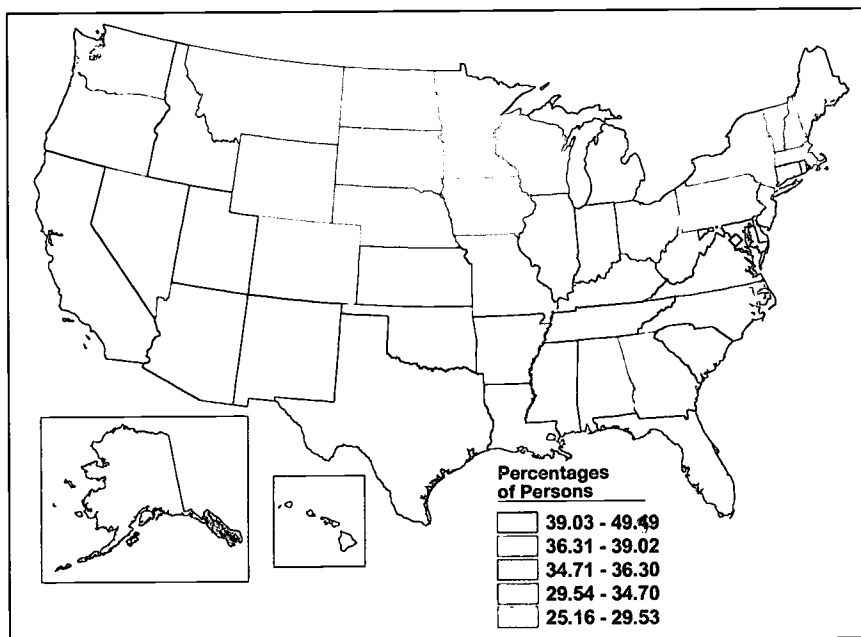 Percentages
of Persons
39.03 - 49.49
36.31 - 39.02
34.71 - 36.30
29.54 - 34.70
25.16 - 29.53